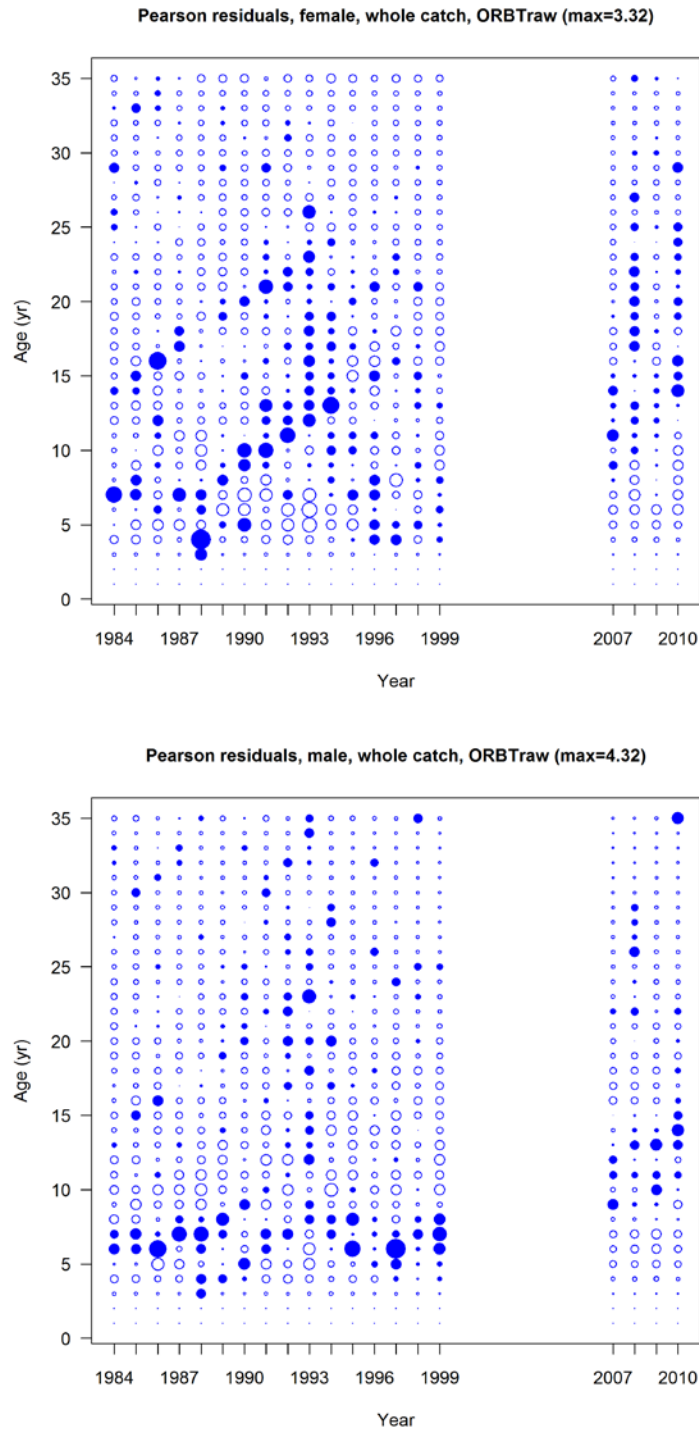 Pearson residuals, female, whole catch, ORBTraw (max=3.32)
35
30
25
20
15
10
5
0
Age (yr)
1984 1987 1990 1993 1996 1999 2007 2010
Year
Pearson residuals, male, whole catch, ORBTraw (max=4.32)
35
30
25
20
15
10
5
0
Age (yr)
1984 1987 1990 1993 1996 1999 2007 2010
Year